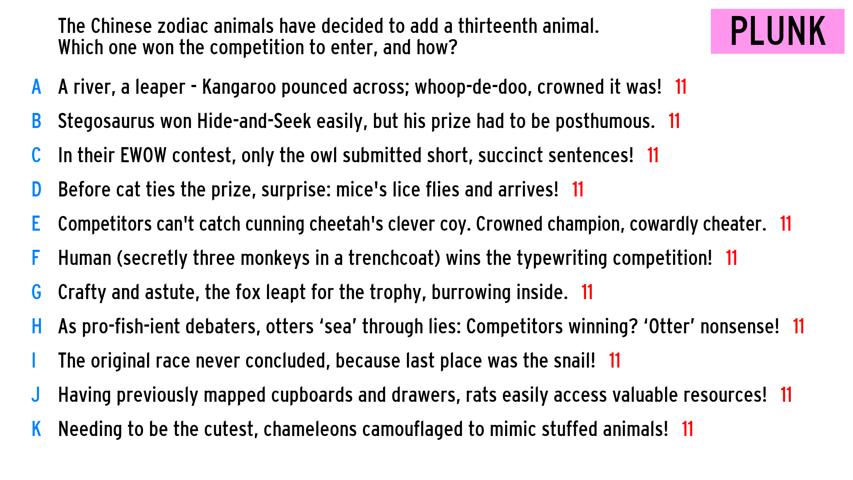 The Chinese zodiac animals have decided to add a thirteenth animal.
Which one won the competition to enter, and how?
PLUNK
A A river, a leaper - Kangaroo pounced across; whoop-de-doo, crowned it was! 11
B Stegosaurus won Hide-and-Seek easily, but his prize had to be posthumous. 11
C In their EWOW contest, only the owl submitted short, succinct sentences! 11
D Before cat ties the prize, surprise: mice's lice flies and arrives! 11
E Competitors can't catch cunning cheetah's clever coy. Crowned champion, cowardly cheater. 11
F Human (secretly three monkeys in a trenchcoat) wins the typewriting competition! 11
G Crafty and astute, the fox leapt for the trophy, burrowing inside. 11
H As pro-fish-ient debaters, otters ‘sea’ through lies: Competitors winning? ‘Otter’ nonsense! 11
I The original race never concluded, because last place was the snail! 11
J Having previously mapped cupboards and drawers, rats easily access valuable resources! 11
K Needing to be the cutest, chameleons camouflaged to mimic stuffed animals! 11